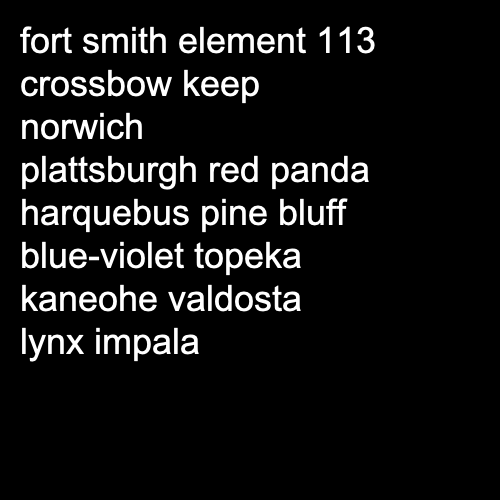 fort smith element 113
crossbow keep
norwich
plattsburgh red panda
harquebus pine bluff
blue-violet topeka
kaneohe valdosta
lynx impala